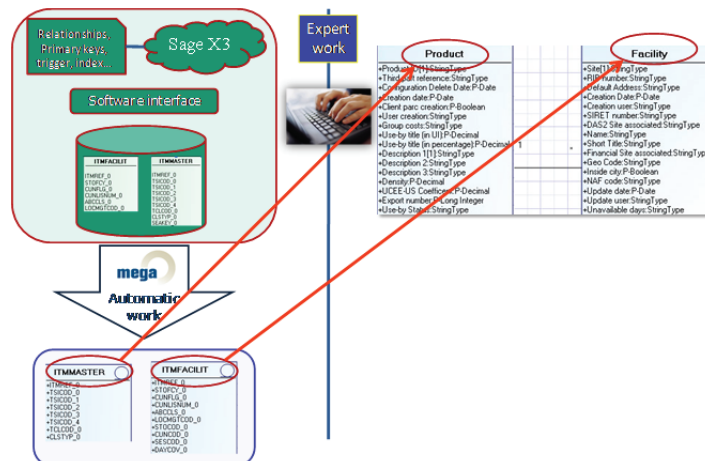 Relationships,
Primary keys,
trigger, index...
Sage X3
Software interface
ITMFACILIT
ITMREF_0
STOFCY_0
CUNFLG_0
CUNLISNUM_0
ABCCLS_0
LOCMGTCOD_0
ITMMASTER
ITMREF_0
TSICOD_0
TSICOD_1
TSICOD_2
TSICOD_3
TSICOD_4
TCLCOD_0
CLSTYP_0
SEAKEY_0
mega
Automatic
work
ITMMASTER
+ITMREF_0
+TSICOD_0
+TSICOD_1
+TSICOD_2
+TSICOD_3
+TSICOD_4
+TCLCOD_0
+CLSTYP_0
ITMFACILIT
+ITMREF_0
+STOFCY_0
+CUNFLG_0
+CUNLISNUM_0
+ABCCLS_0
+LOCMGTCOD_0
+STOCOD_0
+CUNCOD_0
+SESCOD_0
+DAYCOV_0
Expert
work
Product
+Product ID[1]:StringType
+Third part reference:StringType
+Configuration Delete Date:P-Date
+Creation date:P-Date
+Client parc creation:P-Boolean
+User creation:StringType
+Group costs:StringType
+Use-by title (in UI):P-Decimal
+Use-by title (in percentage):P-Decimal
+Description 1[1]:StringType
+Description 2:StringType
+Description 3:StringType
+Density:P-Decimal
+UCEE-US Coefficen:P-Decimal
+Export number:P-Long Integer
+Use-by Status:StringType
1
*
Facility
+Site[1]:StringType
+RIP number:StringType
+Default Address:StringType
+Creation Date:P-Date
+Creation user:StringType
+SIRET number:StringType
+DAS2 Site associated:StringType
+Name:StringType
+Short Title:StringType
+Financial Site associated:StringType
+Geo Code:StringType
+Inside city:P-Boolean
+NAF code:StringType
+Update date:P-Date
+Update user:StringType
+Unavailable days:StringType